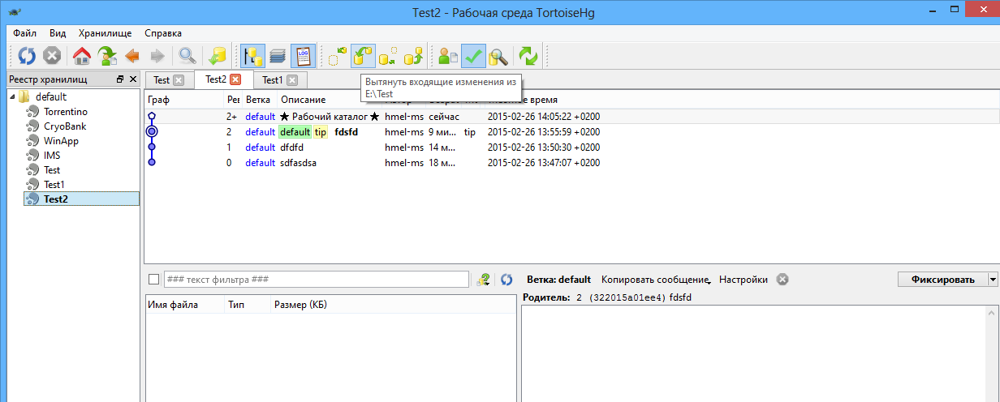 Test2 - Рабочая среда TortoiseHg
Файл Вид Хранилище Справка
LOG
Реестр хранилищ
Test Test2 Test1
Вытянуть входящие изменения из
E:\Test
default
Torrentino
CryoBank
WinApp
IMS
Test
Test1
Test2
Граф Рев Ветка Описание время
2+ default ★ Рабочий каталог ★ hmel-ms сейчас 2015-02-26 14:05:22 +0200
2 default default tip fdsfd hmel-ms 9 ми... tip 2015-02-26 13:55:59 +0200
1 default dfdfd hmel-ms 14 м... 2015-02-26 13:50:30 +0200
0 default sdfasdsa hmel-ms 18 м... 2015-02-26 13:47:07 +0200
### текст фильтра ###
Имя файла Тип Размер (КБ)
Ветка: default Копировать сообщение Настройки Фиксировать
Родитель: 2 (322015a01ee4) fdsfd